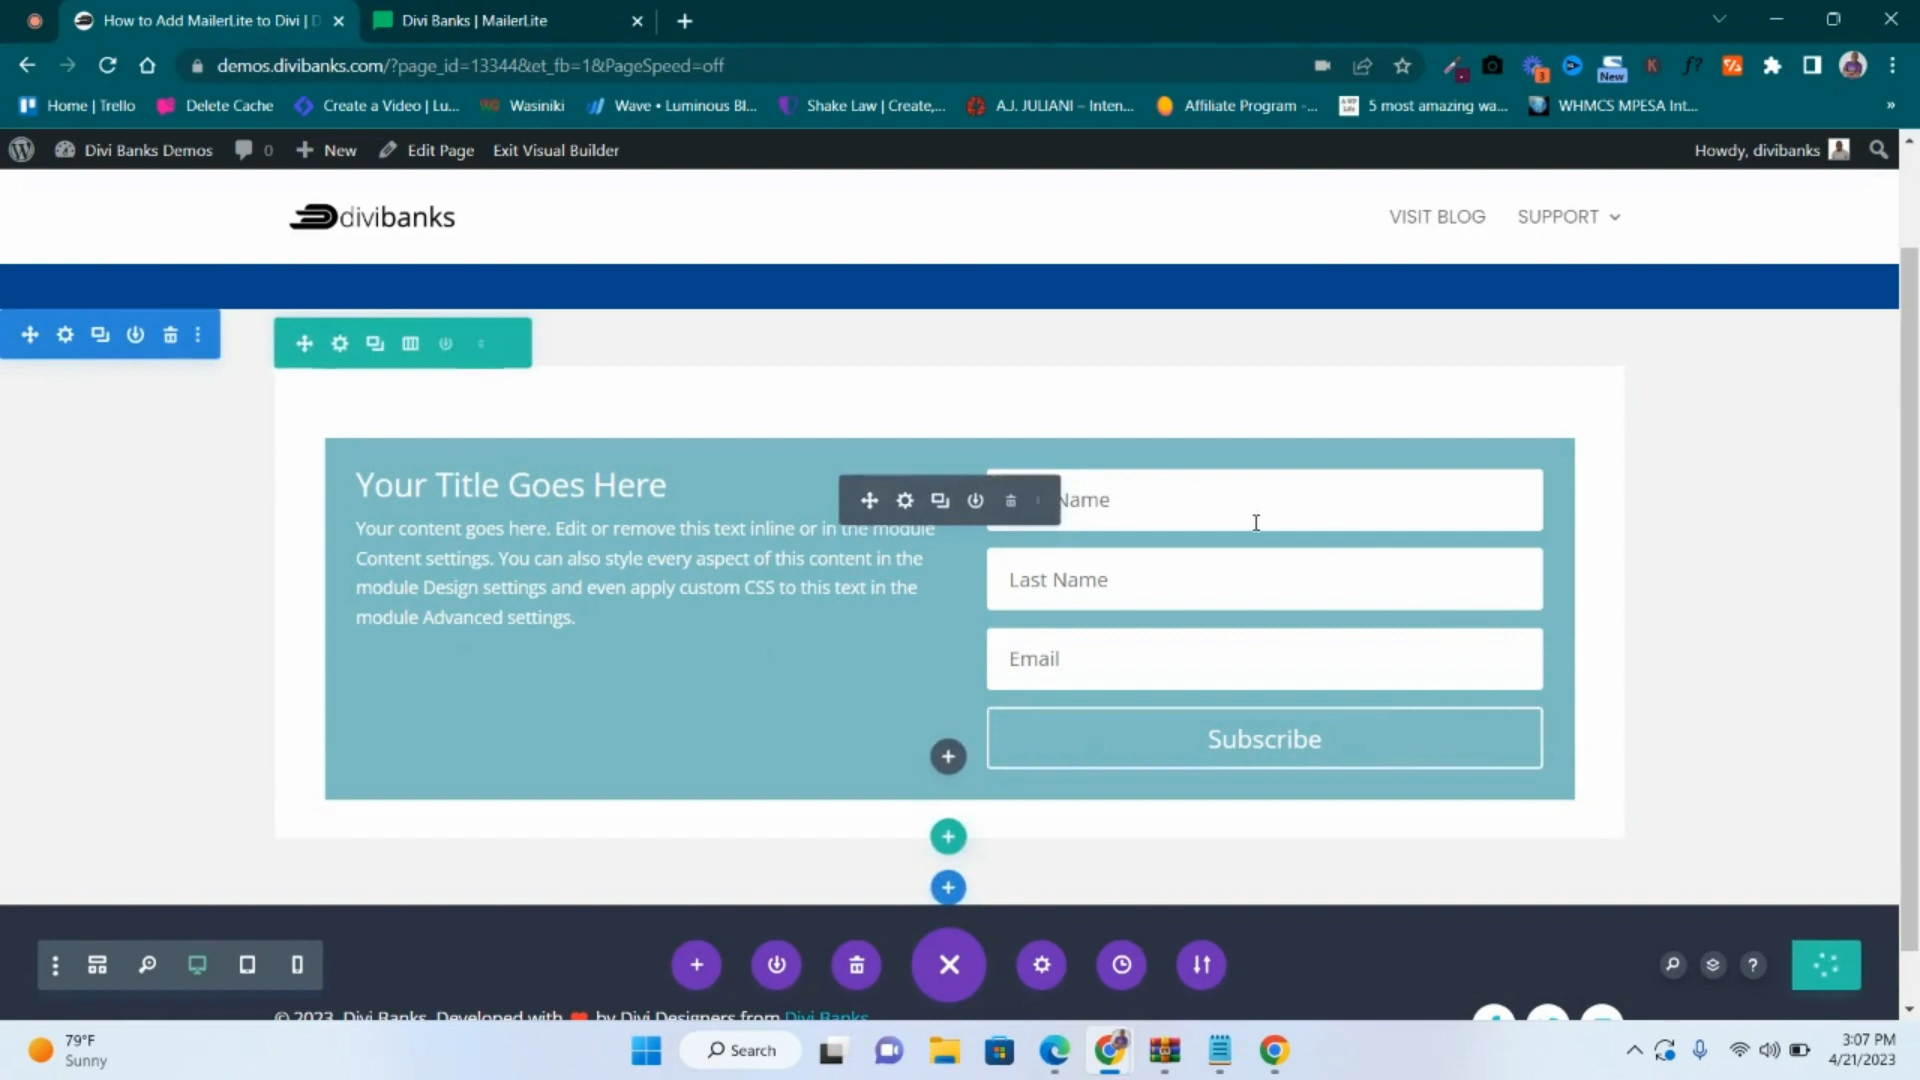 How to Add MailerLite to Divi | D
Divi Banks | MailerLite
demos.divibanks.com/?page_id=13344&et_fb=1&PageSpeed=off
3
New
K
f?
Home | Trello
Delete Cache
Create a Video | Lu...
Wasiniki
Wave • Luminous Bl...
Shake Law | Create,...
A.J. JULIANI – Inten...
Affiliate Program -...
5 most amazing wa...
WHMCS MPESA Int...
»
Divi Banks Demos
0
New
Edit Page
Exit Visual Builder
Howdy, divibanks
divibanks
VISIT BLOG
SUPPORT
Your Title Goes Here
Your content goes here. Edit or remove this text inline or in the module
Content settings. You can also style every aspect of this content in the
module Design settings and even apply custom CSS to this text in the
module Advanced settings.
Name
Last Name
Email
Subscribe
?
© 2023. Divi Banks. Developed with by Divi Designers from Divi Banks
79°F
Sunny
Search
3:07 PM
4/21/2023